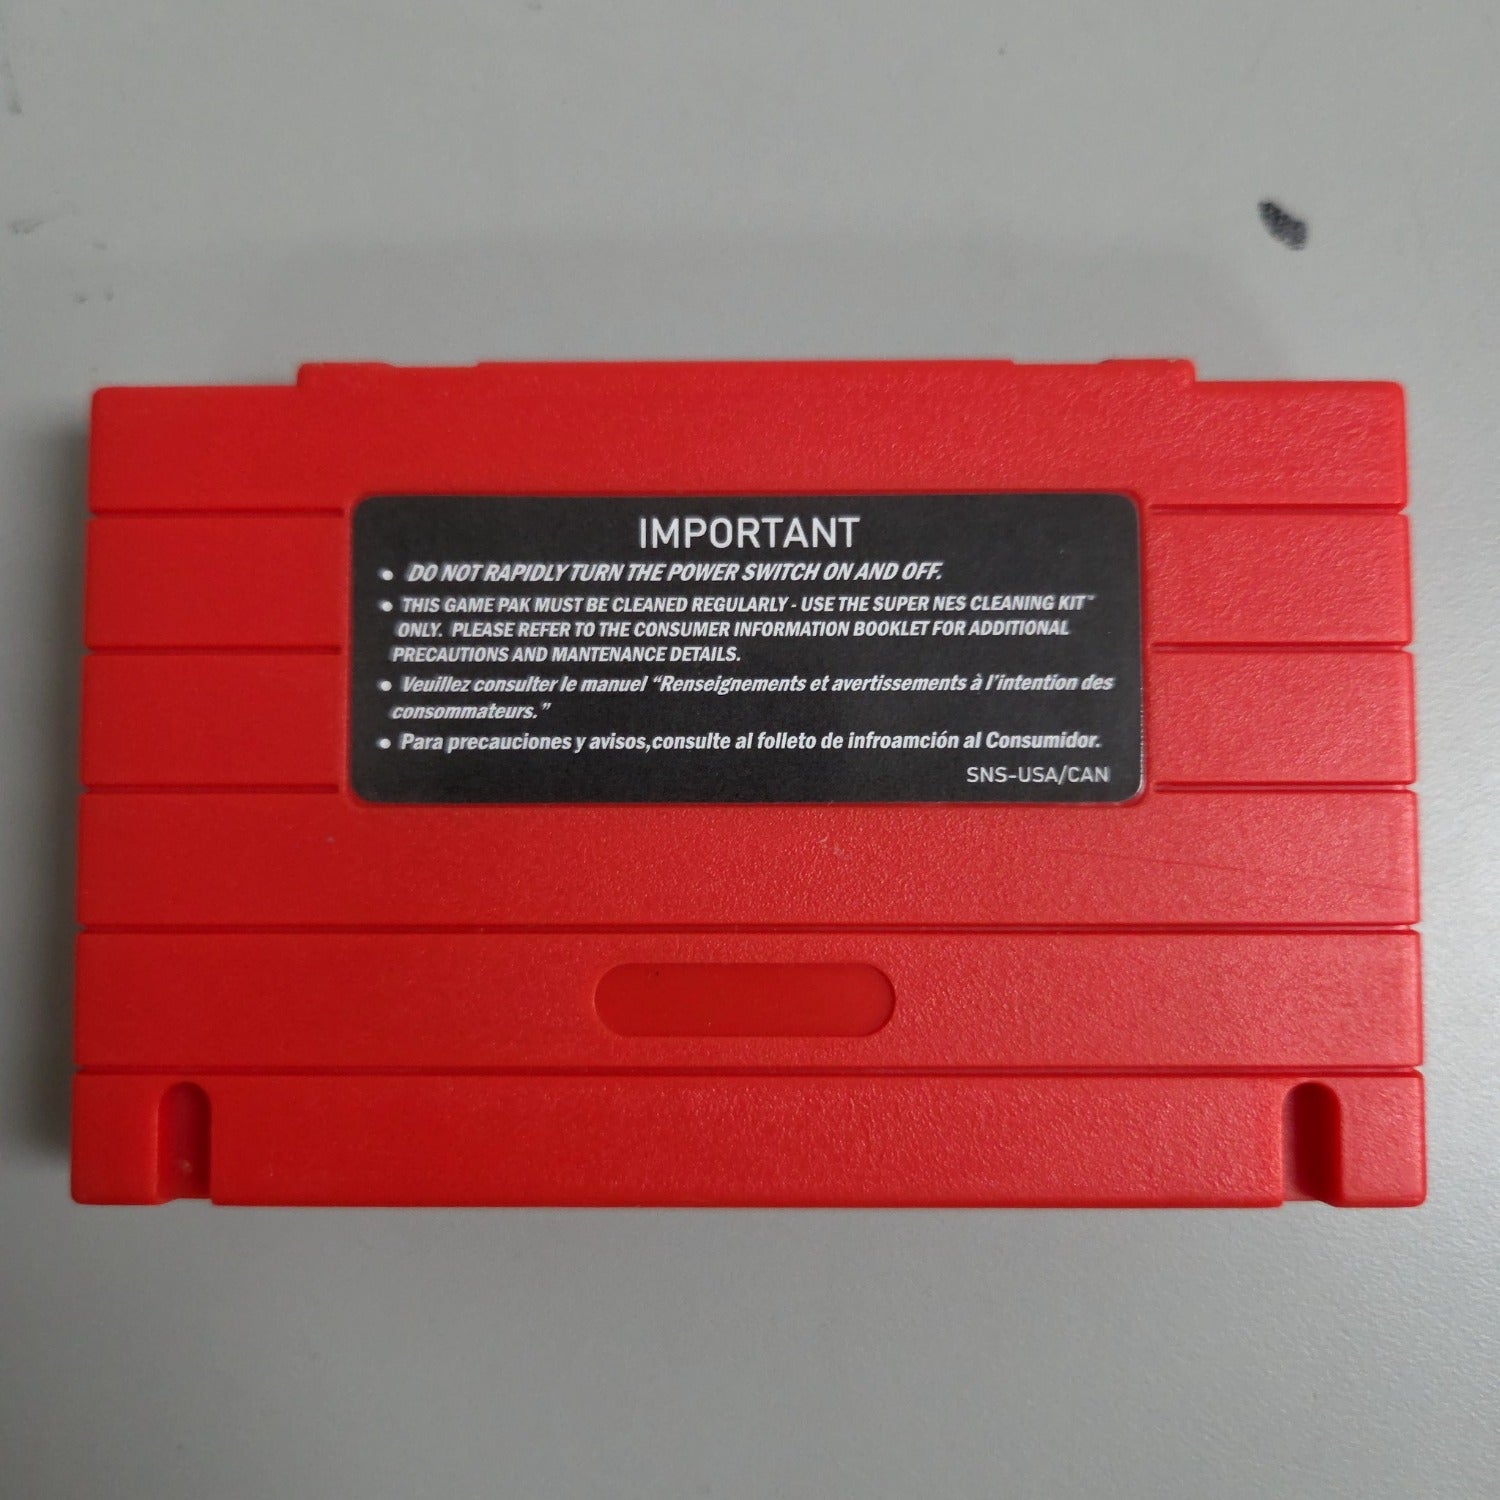 IMPORTANT
• DO NOT RAPIDLY TURN THE POWER SWITCH ON AND OFF.
• THIS GAME PAK MUST BE CLEANED REGULARLY - USE THE SUPER NES CLEANING KIT™
ONLY. PLEASE REFER TO THE CONSUMER INFORMATION BOOKLET FOR ADDITIONAL
PRECAUTIONS AND MANTENANCE DETAILS.
• Veuillez consulter le manuel “Renseignements et avertissements à l’intention des
consommateurs.”
• Para precauciones y avisos,consulte al folleto de infroamción al Consumidor.
SNS-USA/CAN